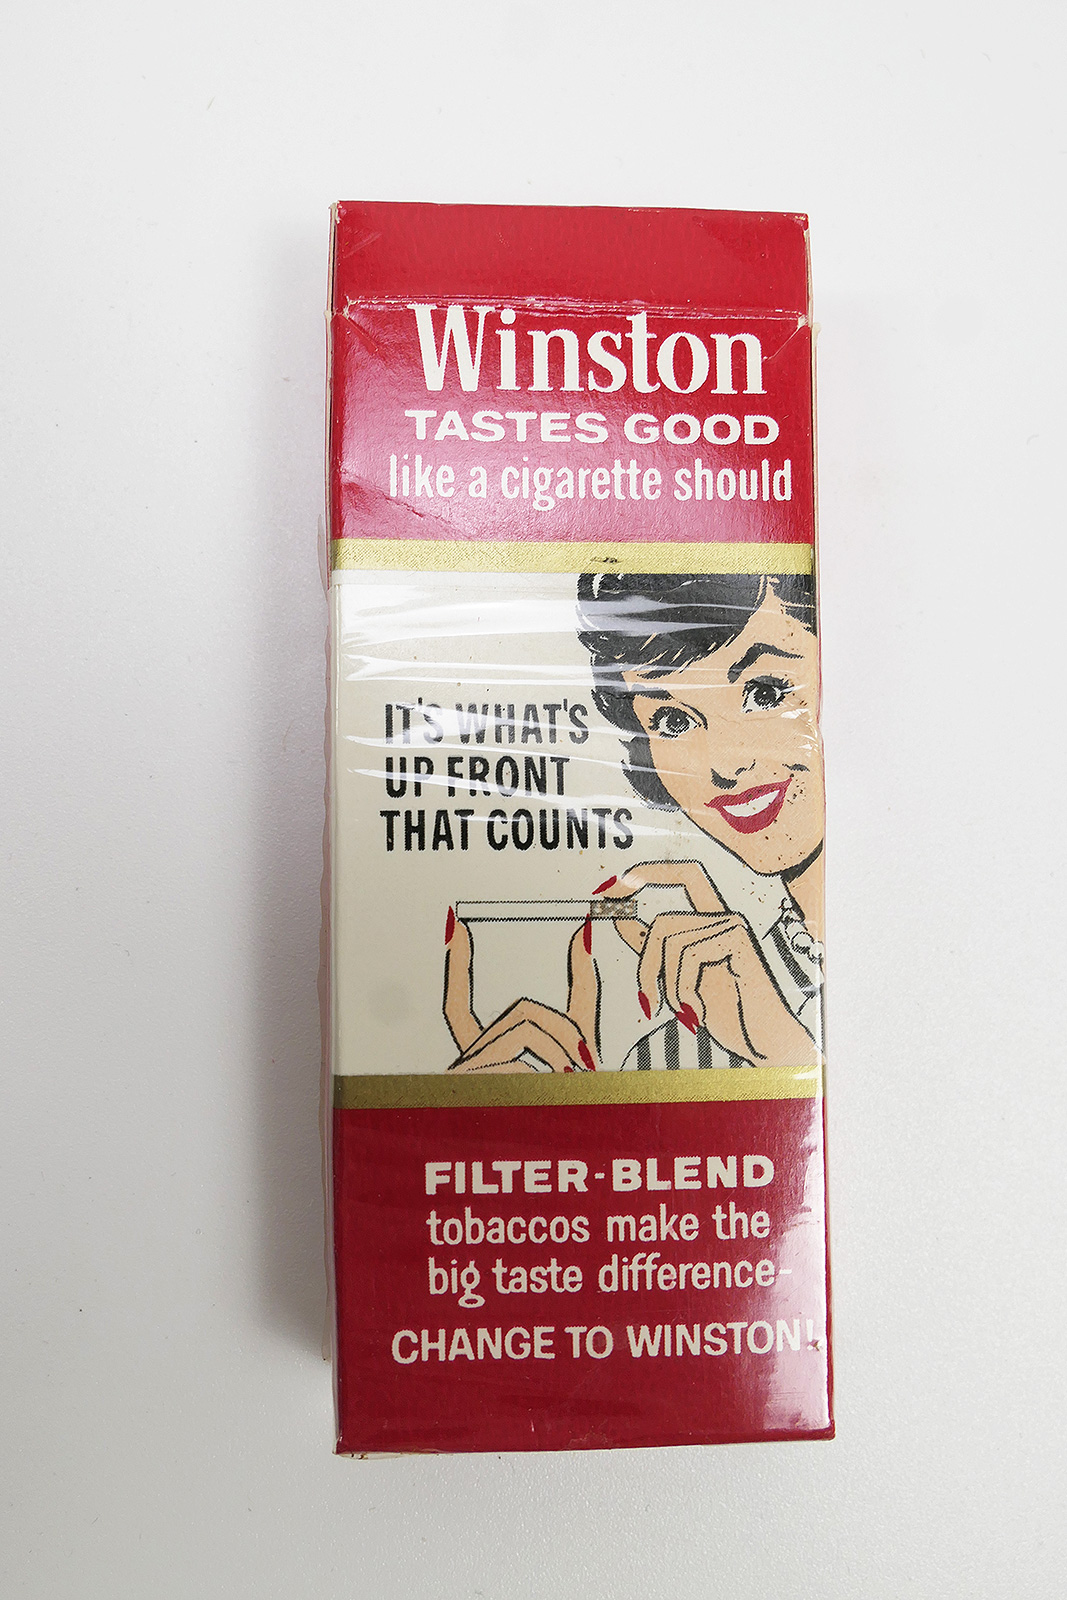 Winston
TASTES GOOD
like a cigarette should
IT'S WHAT'S
UP FRONT
THAT COUNTS
FILTER-BLEND
tobaccos make the
big taste difference-
CHANGE TO WINSTON!